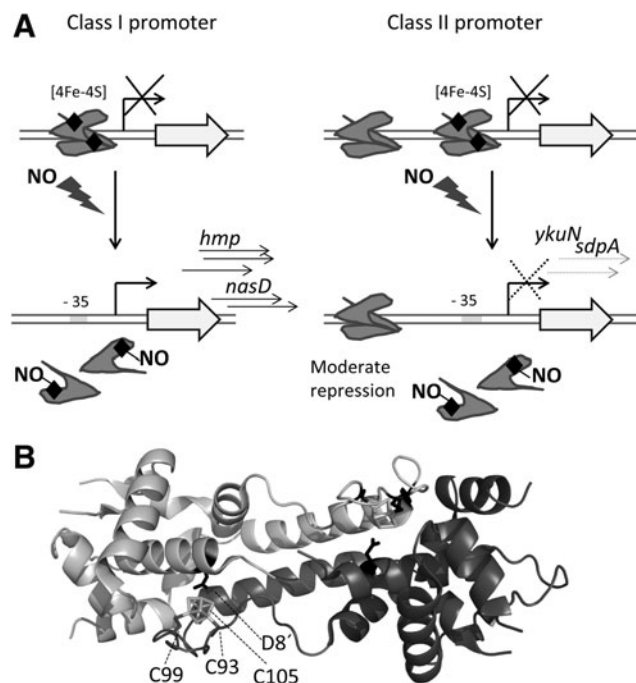 A
Class I promoter
Class II promoter
[4Fe-4S]
[4Fe-4S]
NO
NO
hmp
nasD
ykuN
sdpA
- 35
- 35
NO
NO
Moderate
repression
NO
NO
B
D8'
C99
C93
C105